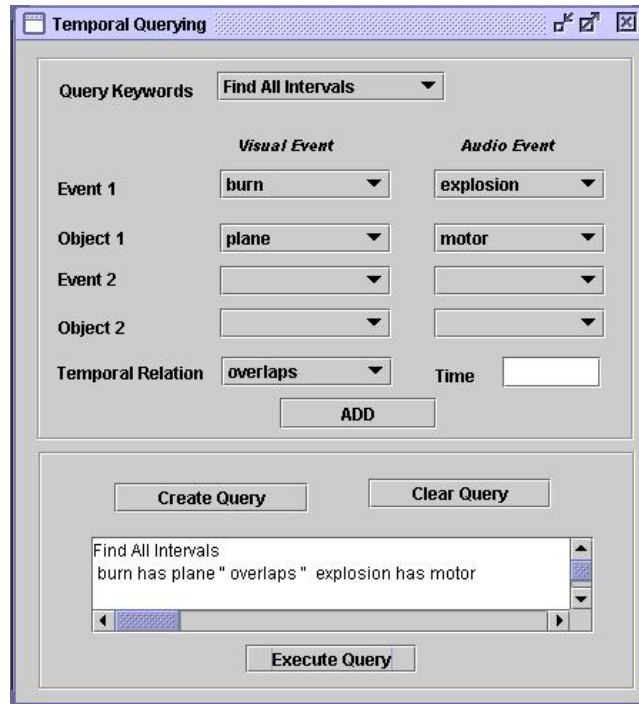 Temporal Querying
Query Keywords Find All Intervals
Visual Event Audio Event
Event 1 burn explosion
Object 1 plane motor
Event 2
Object 2
Temporal Relation overlaps Time
ADD
Create Query Clear Query
Find All Intervals
burn has plane " overlaps " explosion has motor
Execute Query